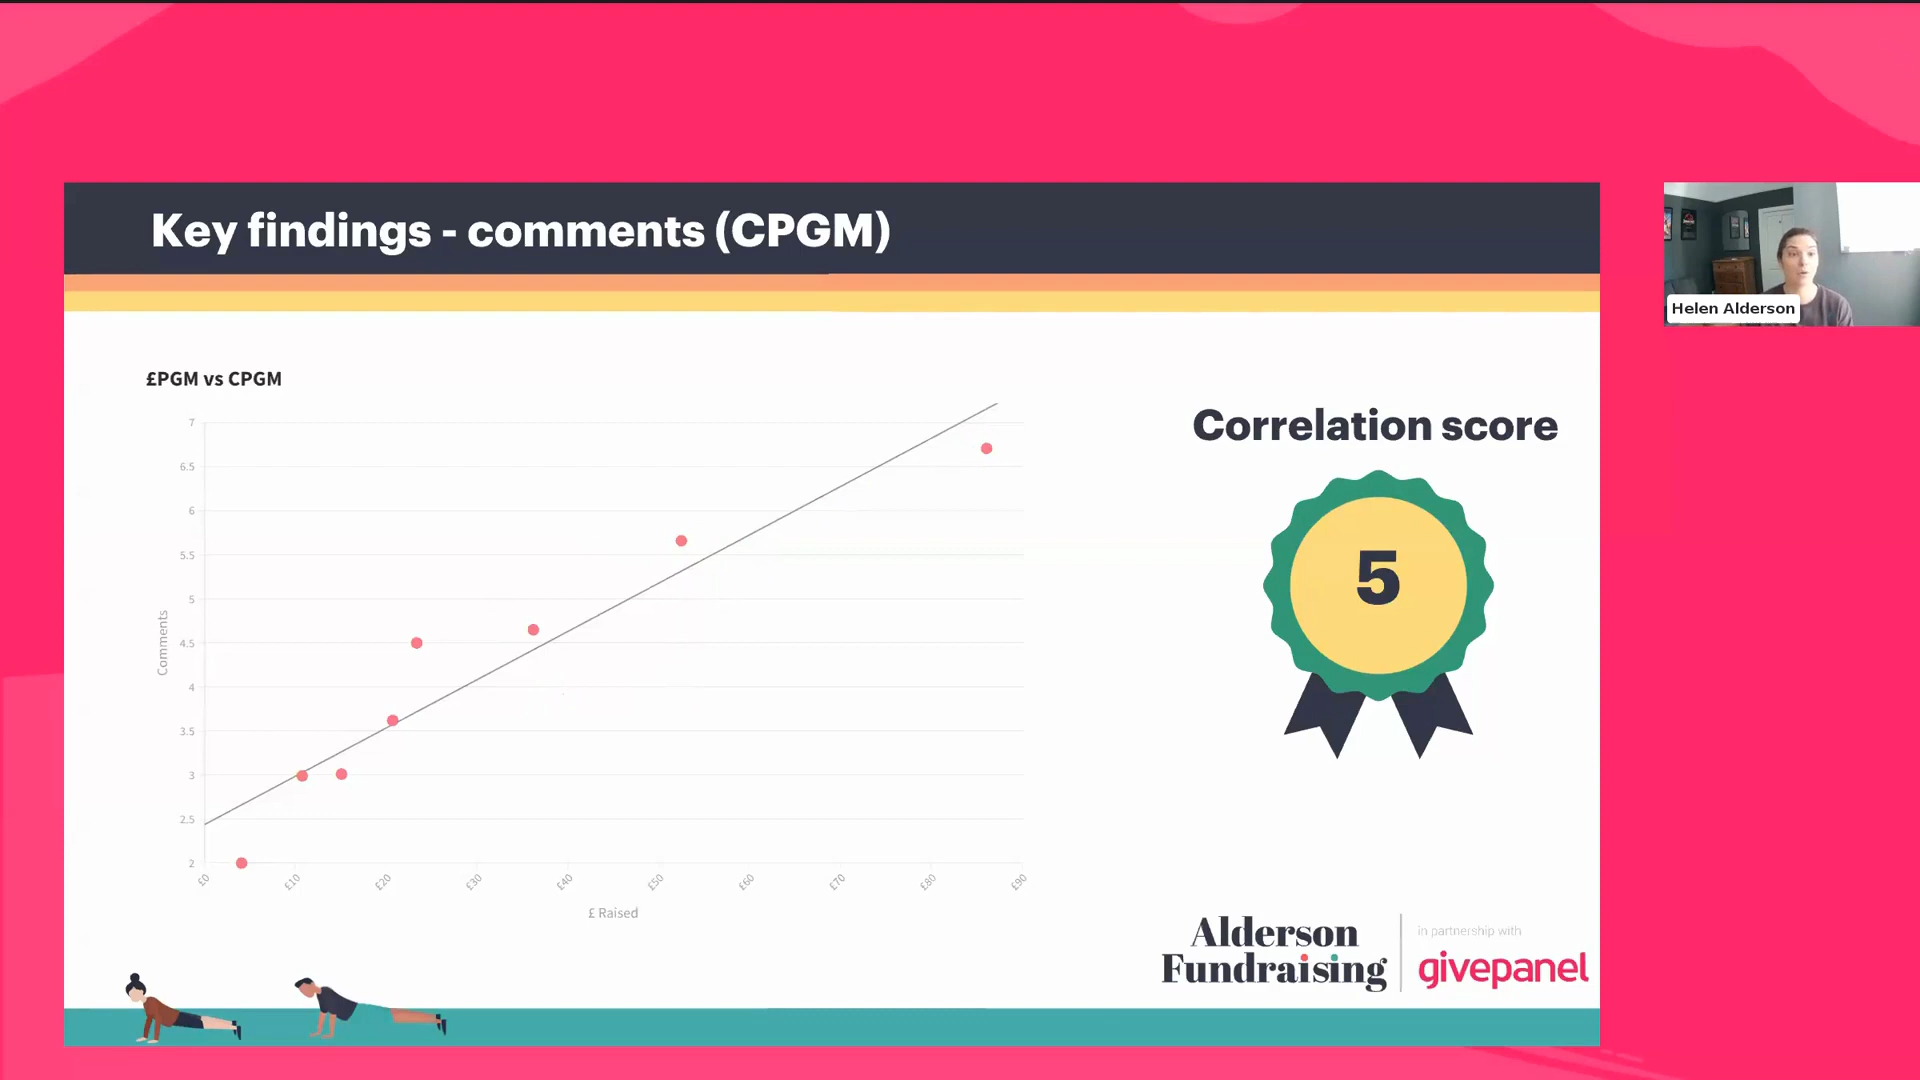 Key findings - comments (CPGM)
Helen Alderson
£PGM vs CPGM
Correlation score
7
6.5
6
5.5
5
4.5
4
3.5
3
2.5
2
Comments
£0
£10
£20
£30
£40
£50
£60
£70
£80
£90
£ Raised
5
Alderson
Fundraising
in partnership with
givepanel